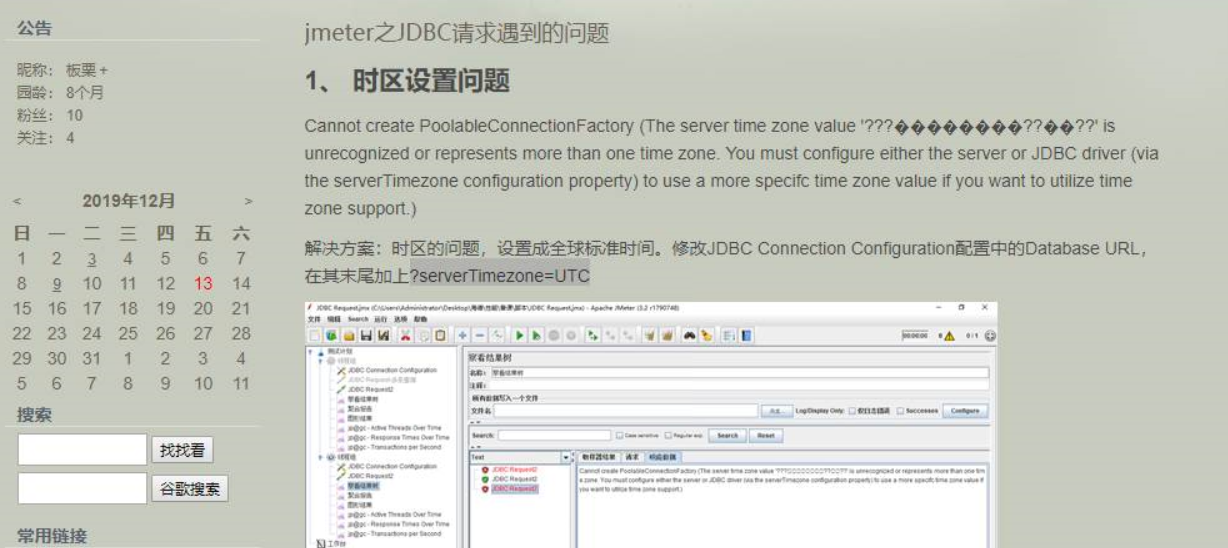 公告
昵称： 板栗+
园龄： 8个月
粉丝： 10
关注： 4
< 2019年12月 >
日 一 二 三 四 五 六
1 2 3 4 5 6 7
8 9 10 11 12 13 14
15 16 17 18 19 20 21
22 23 24 25 26 27 28
29 30 31 1 2 3 4
5 6 7 8 9 10 11
搜索
找找看
谷歌搜索
常用链接
jmeter之JDBC请求遇到的问题
1、 时区设置问题
Cannot create PoolableConnectionFactory (The server time zone value '???��������??��??' is
unrecognized or represents more than one time zone. You must configure either the server or JDBC driver (via
the serverTimezone configuration property) to use a more specifc time zone value if you want to utilize time
zone support.)
解决方案：时区的问题，设置成全球标准时间。修改JDBC Connection Configuration配置中的Database URL，
在其末尾加上?serverTimezone=UTC
JDBC Request.jmx (C:\Users\Administrator\Desktop\ JDBC Request.jmx) - Apache JMeter (3.2 r1790748)
文件 编辑 Search 运行 选项 帮助
00:00:00 0 0/1
测试计划
线程组
JDBC Connection Configuration
JDBC Request
JDBC Request2
察看结果树
聚合报告
图形结果
jp@gc - Active Threads Over Time
jp@gc - Response Times Over Time
jp@gc - Transactions per Second
线程组
JDBC Connection Configuration
JDBC Request2
察看结果树
聚合报告
图形结果
jp@gc - Active Threads Over Time
jp@gc - Response Times Over Time
jp@gc - Transactions per Second
工作台
察看结果树
名称： 察看结果树
注释：
所有数据写入一个文件
文件名 Log/Display Only: 仅日志错误 Successes Configure
Search: Case sensitive Regular exp. Search Reset
Text
JDBC Request2
JDBC Request2
JDBC Request2
取样器结果 请求 响应数据
Cannot create PoolableConnectionFactory (The server time zone value '???��������??��??' is unrecognized or represents more than one tim
e zone. You must configure either the server or JDBC driver (via the serverTimezone configuration property) to use a more specifc time zone value if
you want to utilize time zone support.)